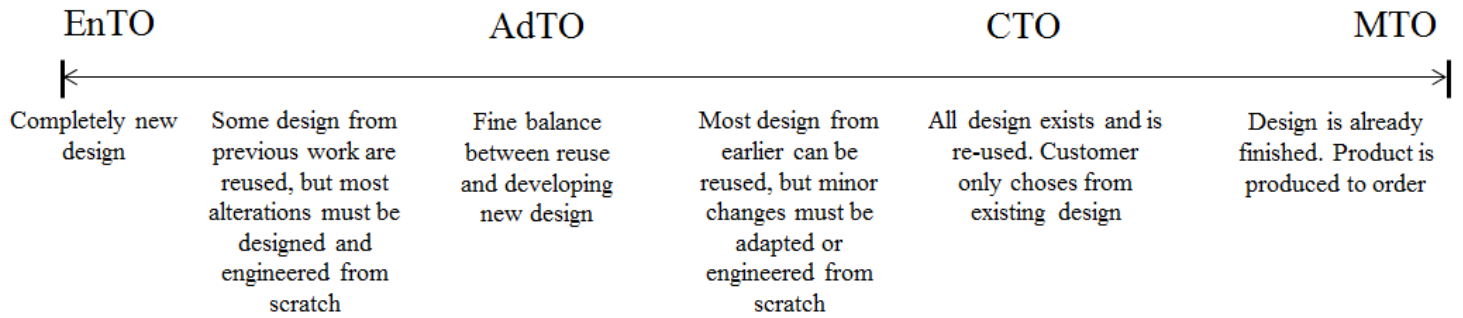 EnTO
AdTO
CTO
MTO
Completely new
design
Some design from
previous work are
reused, but most
alterations must be
designed and
engineered from
scratch
Fine balance
between reuse
and developing
new design
Most design from
earlier can be
reused, but minor
changes must be
adapted or
engineered from
scratch
All design exists and is
re-used. Customer
only choses from
existing design
Design is already
finished. Product is
produced to order